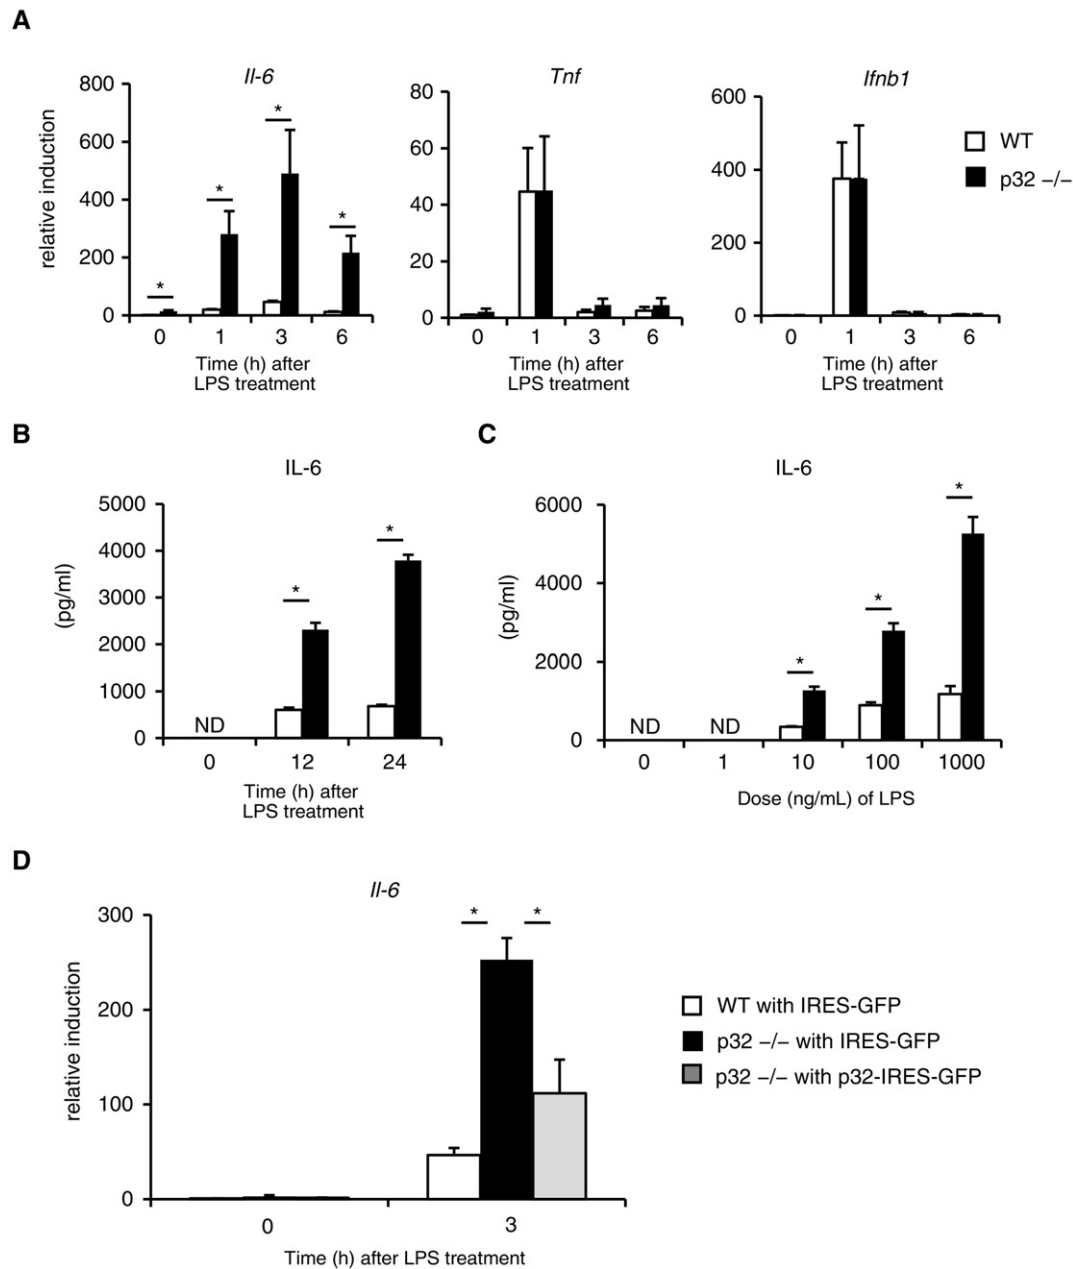 A
Il-6
Tnf
Ifnb1
relative induction
800
600
400
200
0
*
*
*
*
0 1 3 6
Time (h) after
LPS treatment
80
60
40
20
0
0 1 3 6
Time (h) after
LPS treatment
600
400
200
0
0 1 3 6
Time (h) after
LPS treatment
WT
p32 −/−
B
IL-6
(pg/ml)
5000
4000
3000
2000
1000
0
ND
*
*
0 12 24
Time (h) after
LPS treatment
C
IL-6
(pg/ml)
6000
4000
2000
0
ND
ND
*
*
*
0 1 10 100 1000
Dose (ng/mL) of LPS
D
Il-6
relative induction
300
200
100
0
*
*
0 3
Time (h) after LPS treatment
WT with IRES-GFP
p32 −/− with IRES-GFP
p32 −/− with p32-IRES-GFP